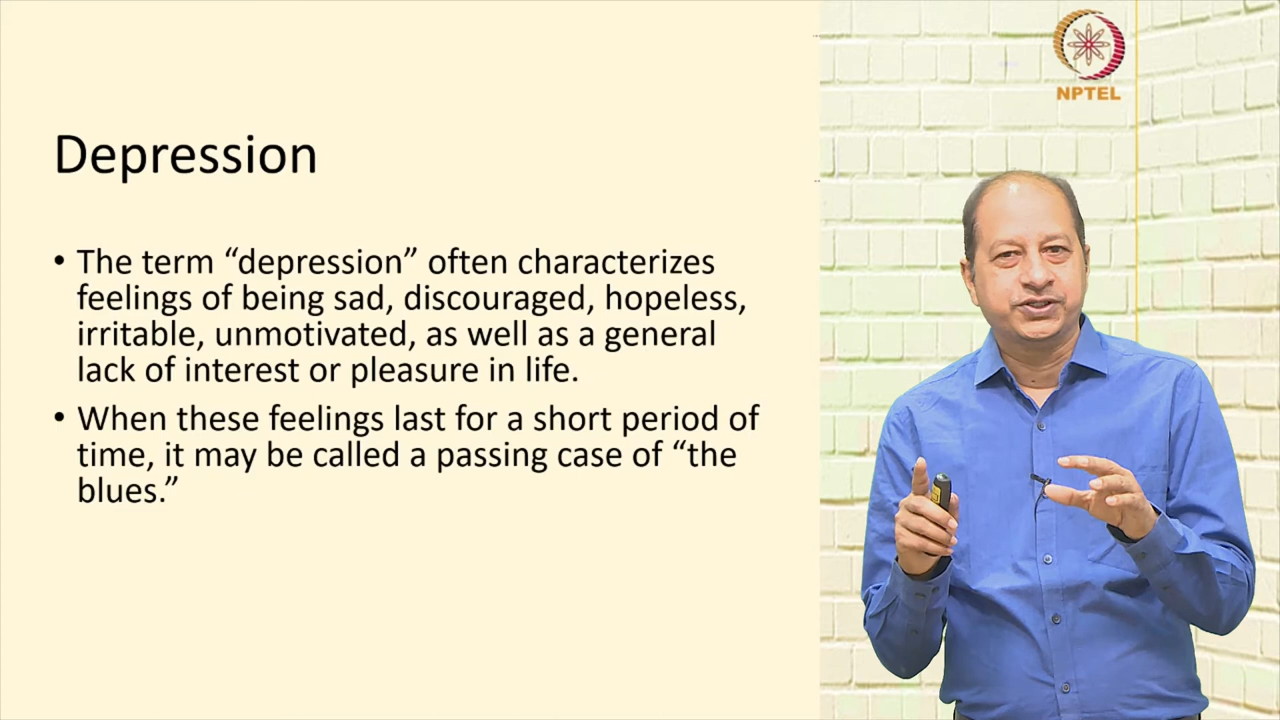 NPTEL
Depression
• The term “depression” often characterizes
feelings of being sad, discouraged, hopeless,
irritable, unmotivated, as well as a general
lack of interest or pleasure in life.
• When these feelings last for a short period of
time, it may be called a passing case of “the
blues.”